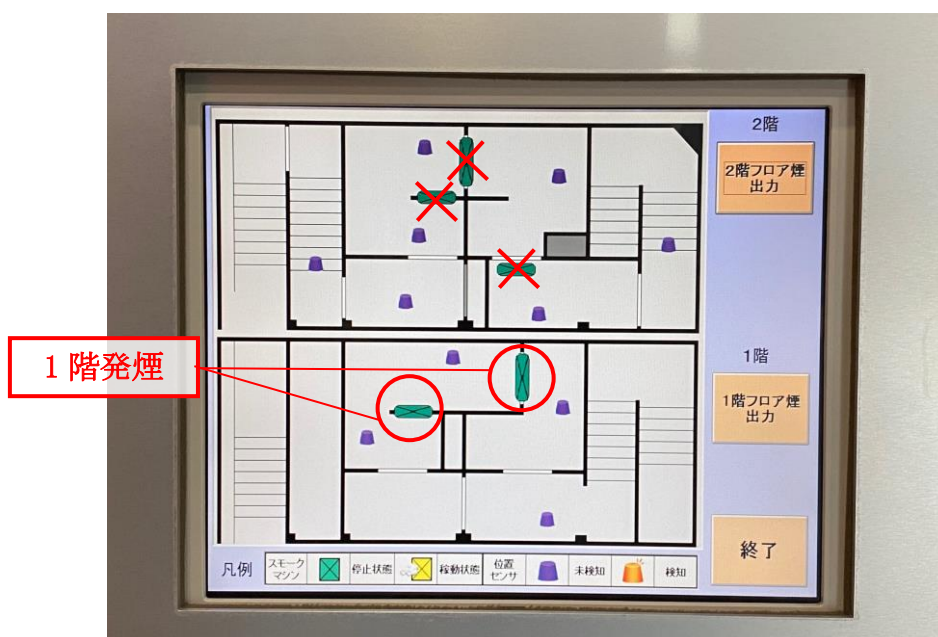 2階
2階フロア煙
出力
1階発煙
1階
1階フロア煙
出力
終了
凡例
スモーク
マシン
停止状態
稼動状態
位置
センサ
未検知
検知